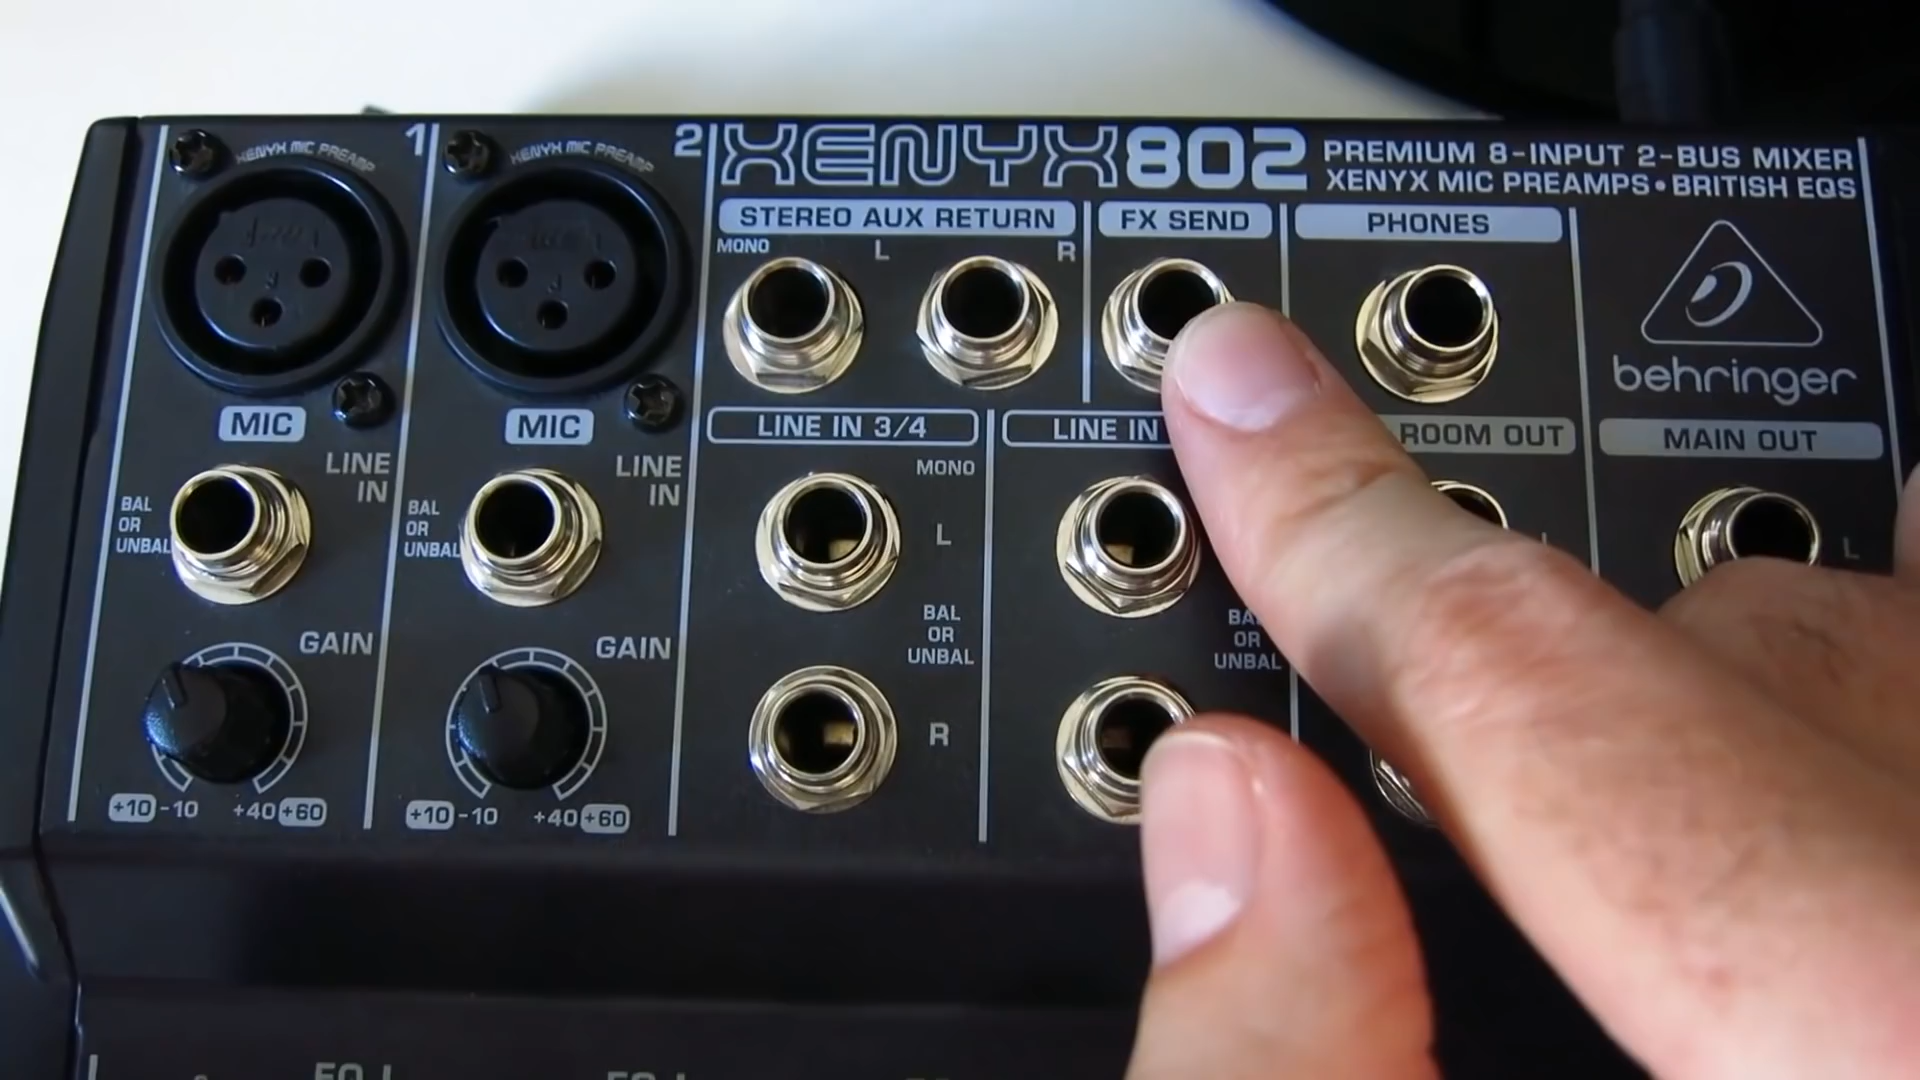 1
XENYX MIC PREAMP
2
XENYX MIC PREAMP
XENYX802
PREMIUM 8-INPUT 2-BUS MIXER
XENYX MIC PREAMPS•BRITISH EQS
STEREO AUX RETURN
FX SEND
PHONES
MONO
L
R
behringer
MIC
MIC
LINE IN 3/4
LINE IN
ROOM OUT
MAIN OUT
LINE
IN
LINE
IN
MONO
BAL
OR
UNBAL
BAL
OR
UNBAL
L
L
BAL
OR
UNBAL
BAL
OR
UNBAL
GAIN
GAIN
R
+10 -10 +40 +60
+10 -10 +40 +60